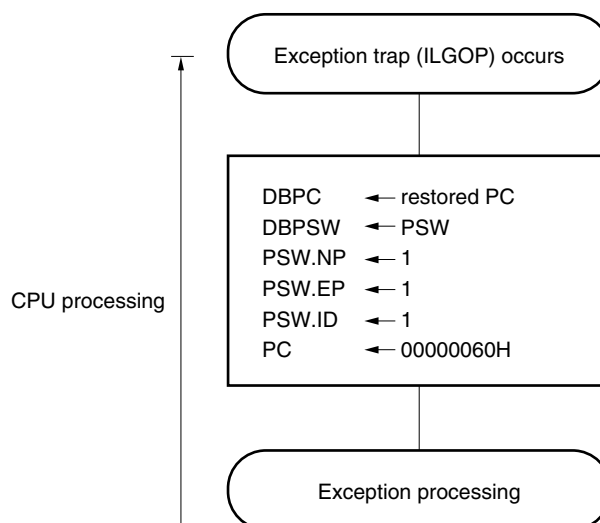 Exception trap (ILGOP) occurs
DBPC ← restored PC
DBPSW ← PSW
PSW.NP ← 1
PSW.EP ← 1
PSW.ID ← 1
PC ← 00000060H
CPU processing
Exception processing